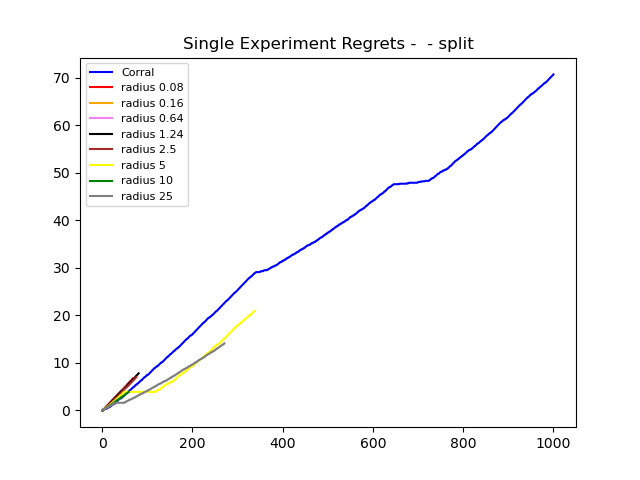 Single Experiment Regrets -  - split
Corral
radius 0.08
radius 0.16
radius 0.64
radius 1.24
radius 2.5
radius 5
radius 10
radius 25
70
60
50
40
30
20
10
0
0 200 400 600 800 1000